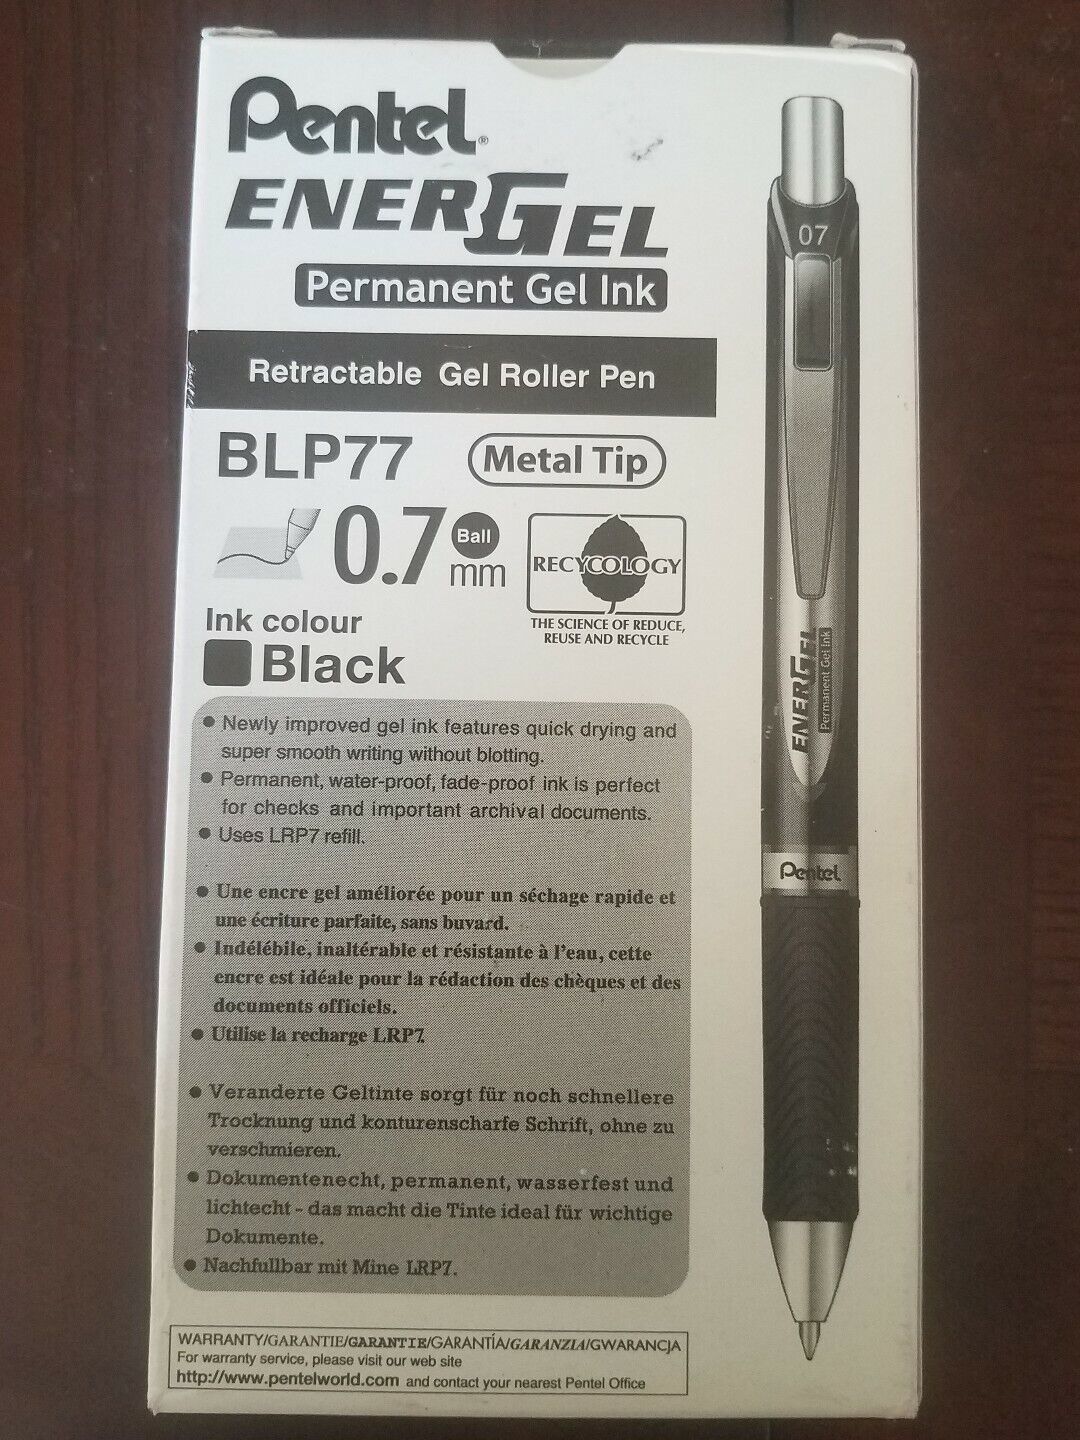 Pentel®
ENERGEL
Permanent Gel Ink
Retractable Gel Roller Pen
BLP77
Metal Tip
0.7 Ball mm
RECYCOLOGY
THE SCIENCE OF REDUCE,
REUSE AND RECYCLE
Ink colour
Black
● Newly improved gel ink features quick drying and
super smooth writing without blotting.
● Permanent, water-proof, fade-proof ink is perfect
for checks and important archival documents.
● Uses LRP7 refill.
● Une encre gel améliorée pour un séchage rapide et
une écriture parfaite, sans buvard.
● Indélébile, inaltérable et résistante à l'eau, cette
encre est idéale pour la rédaction des chèques et des
documents officiels.
● Utilise la recharge LRP7.
● Veranderte Geltinte sorgt für noch schnellere
Trocknung und konturenscharfe Schrift, ohne zu
verschmieren.
● Dokumentenecht, permanent, wasserfest und
lichtecht - das macht die Tinte ideal für wichtige
Dokumente.
● Nachfullbar mit Mine LRP7.
WARRANTY/GARANTIE/GARANTIE/GARANTÍA/GARANZIA/GWARANCJA
For warranty service, please visit our web site
http://www.pentelworld.com and contact your nearest Pentel Office
07
ENERGEL
Permanent Gel Ink
Pentel